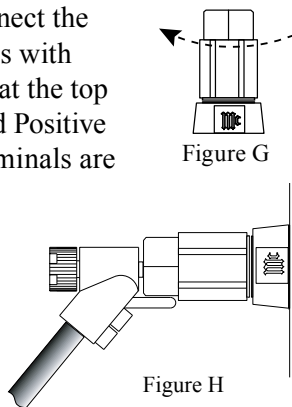 nect the
s with
at the top
d Positive
minals are
Figure G
Figure H